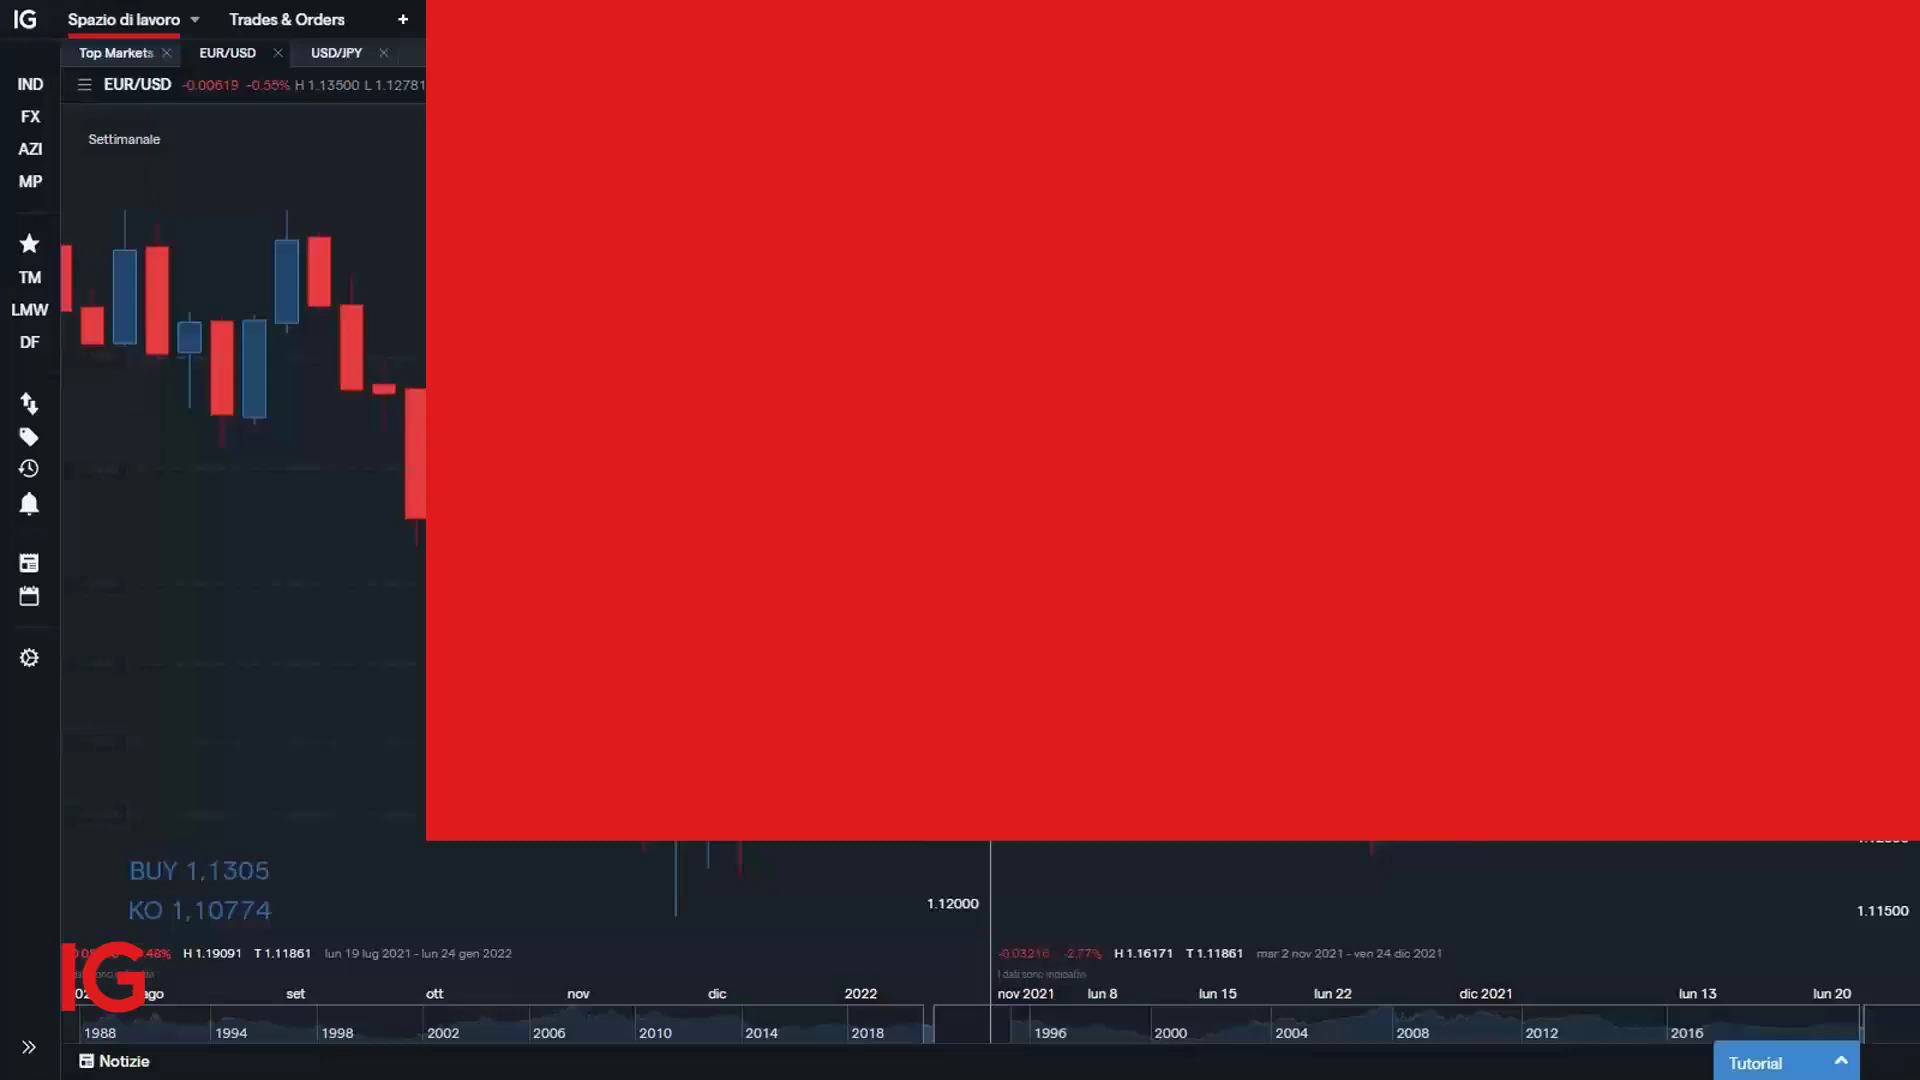 IG Spazio di lavoro Trades & Orders +
Top Markets EUR/USD USD/JPY
EUR/USD -0.00619 -0.55% H 1.13500 L 1.12781
IND
FX
AZI
MP
TM
LMW
DF
Settimanale
BUY 1,1305
KO 1,10774
1.12000
1.11500
H 1.19091 T 1.11861 lun 19 lug 2021 - lun 24 gen 2022
-0.03216 -2.77% H 1.16171 T 1.11861 mar 2 nov 2021 - ven 24 dic 2021
I dati sono indicativi
IG
ago set ott nov dic 2022
nov 2021 lun 8 lun 15 lun 22 dic 2021 lun 13 lun 20
1988 1994 1998 2002 2006 2010 2014 2018
1996 2000 2004 2008 2012 2016
Notizie
Tutorial